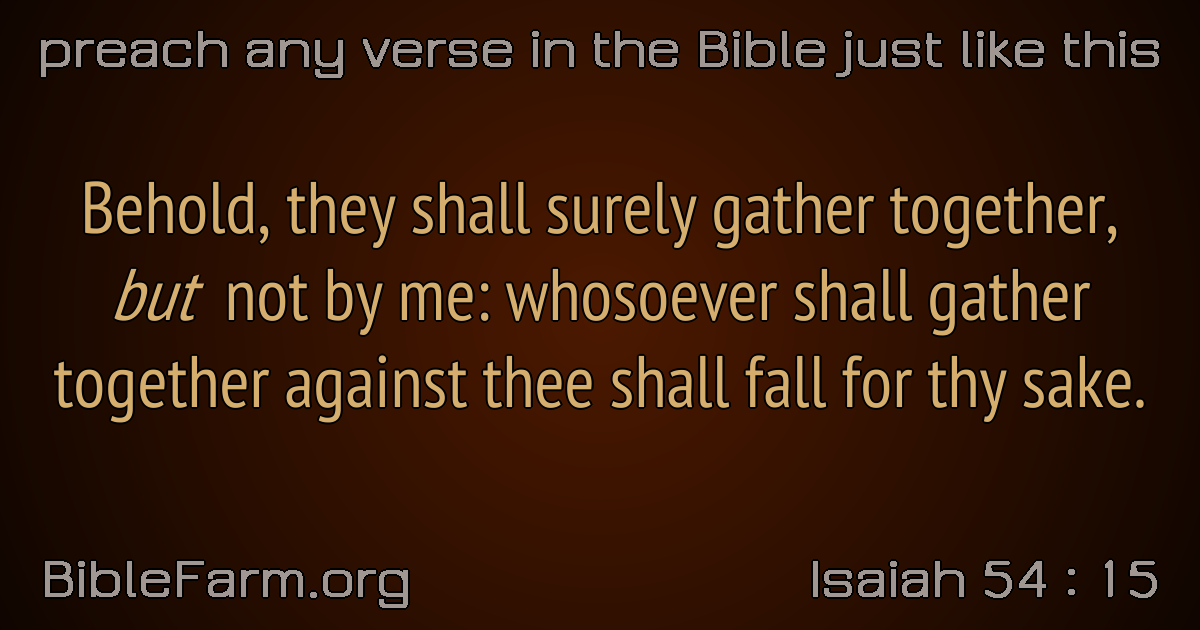 preach any verse in the Bible just like this
Behold, they shall surely gather together,
but not by me: whosoever shall gather
together against thee shall fall for thy sake.
BibleFarm.org
Isaiah 54 : 15